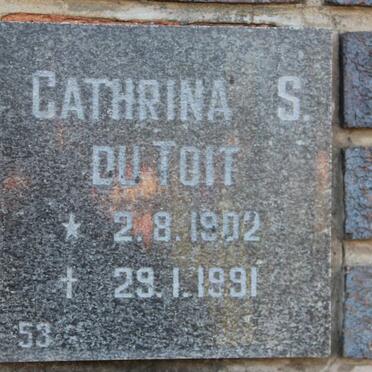 CATHRINA S.
DU TOIT
* 2.8.1902
† 29.1.1991
53